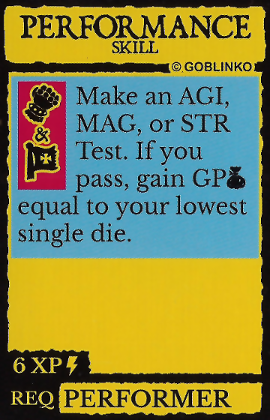 PERFORMANCE
SKILL
© GOBLINKO
Make an AGI,
&
MAG, or STR
Test. If you
pass, gain GP
equal to your lowest
single die.
6 XP
REQ PERFORMER